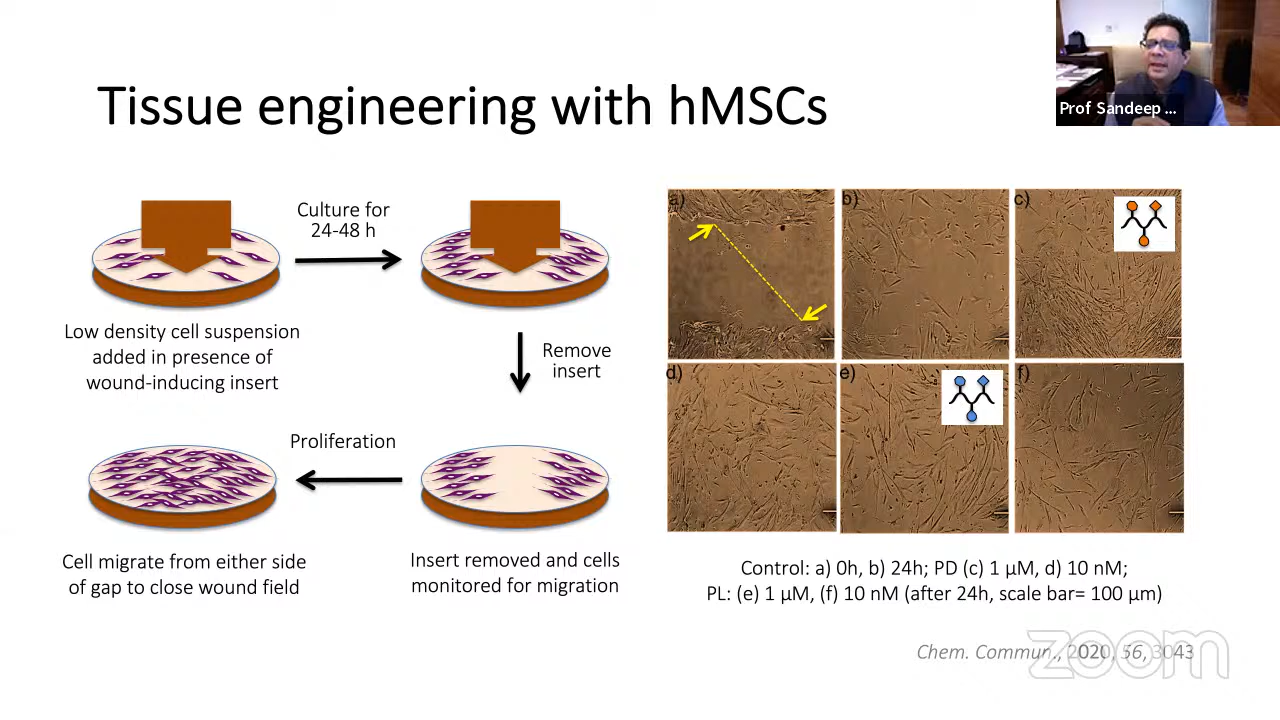 Prof Sandeep ...
Tissue engineering with hMSCs
Culture for
24-48 h
Low density cell suspension
added in presence of
wound-inducing insert
Remove
insert
Proliferation
Cell migrate from either side
of gap to close wound field
Insert removed and cells
monitored for migration
a)
b)
c)
d)
e)
f)
Control: a) 0h, b) 24h; PD (c) 1 µM, d) 10 nM;
PL: (e) 1 µM, (f) 10 nM (after 24h, scale bar= 100 µm)
Chem. Commun., 2020, 56, 3043
zoom